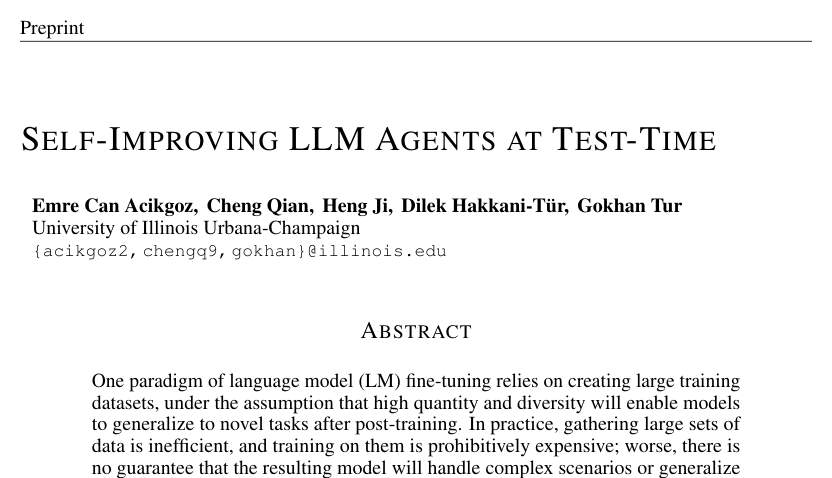 Preprint
SELF-IMPROVING LLM AGENTS AT TEST-TIME
Emre Can Acikgoz, Cheng Qian, Heng Ji, Dilek Hakkani-Tür, Gokhan Tur
University of Illinois Urbana-Champaign
{acikgoz2, chengq9, gokhan}@illinois.edu
ABSTRACT
One paradigm of language model (LM) fine-tuning relies on creating large training
datasets, under the assumption that high quantity and diversity will enable models
to generalize to novel tasks after post-training. In practice, gathering large sets of
data is inefficient, and training on them is prohibitively expensive; worse, there is
no guarantee that the resulting model will handle complex scenarios or generalize